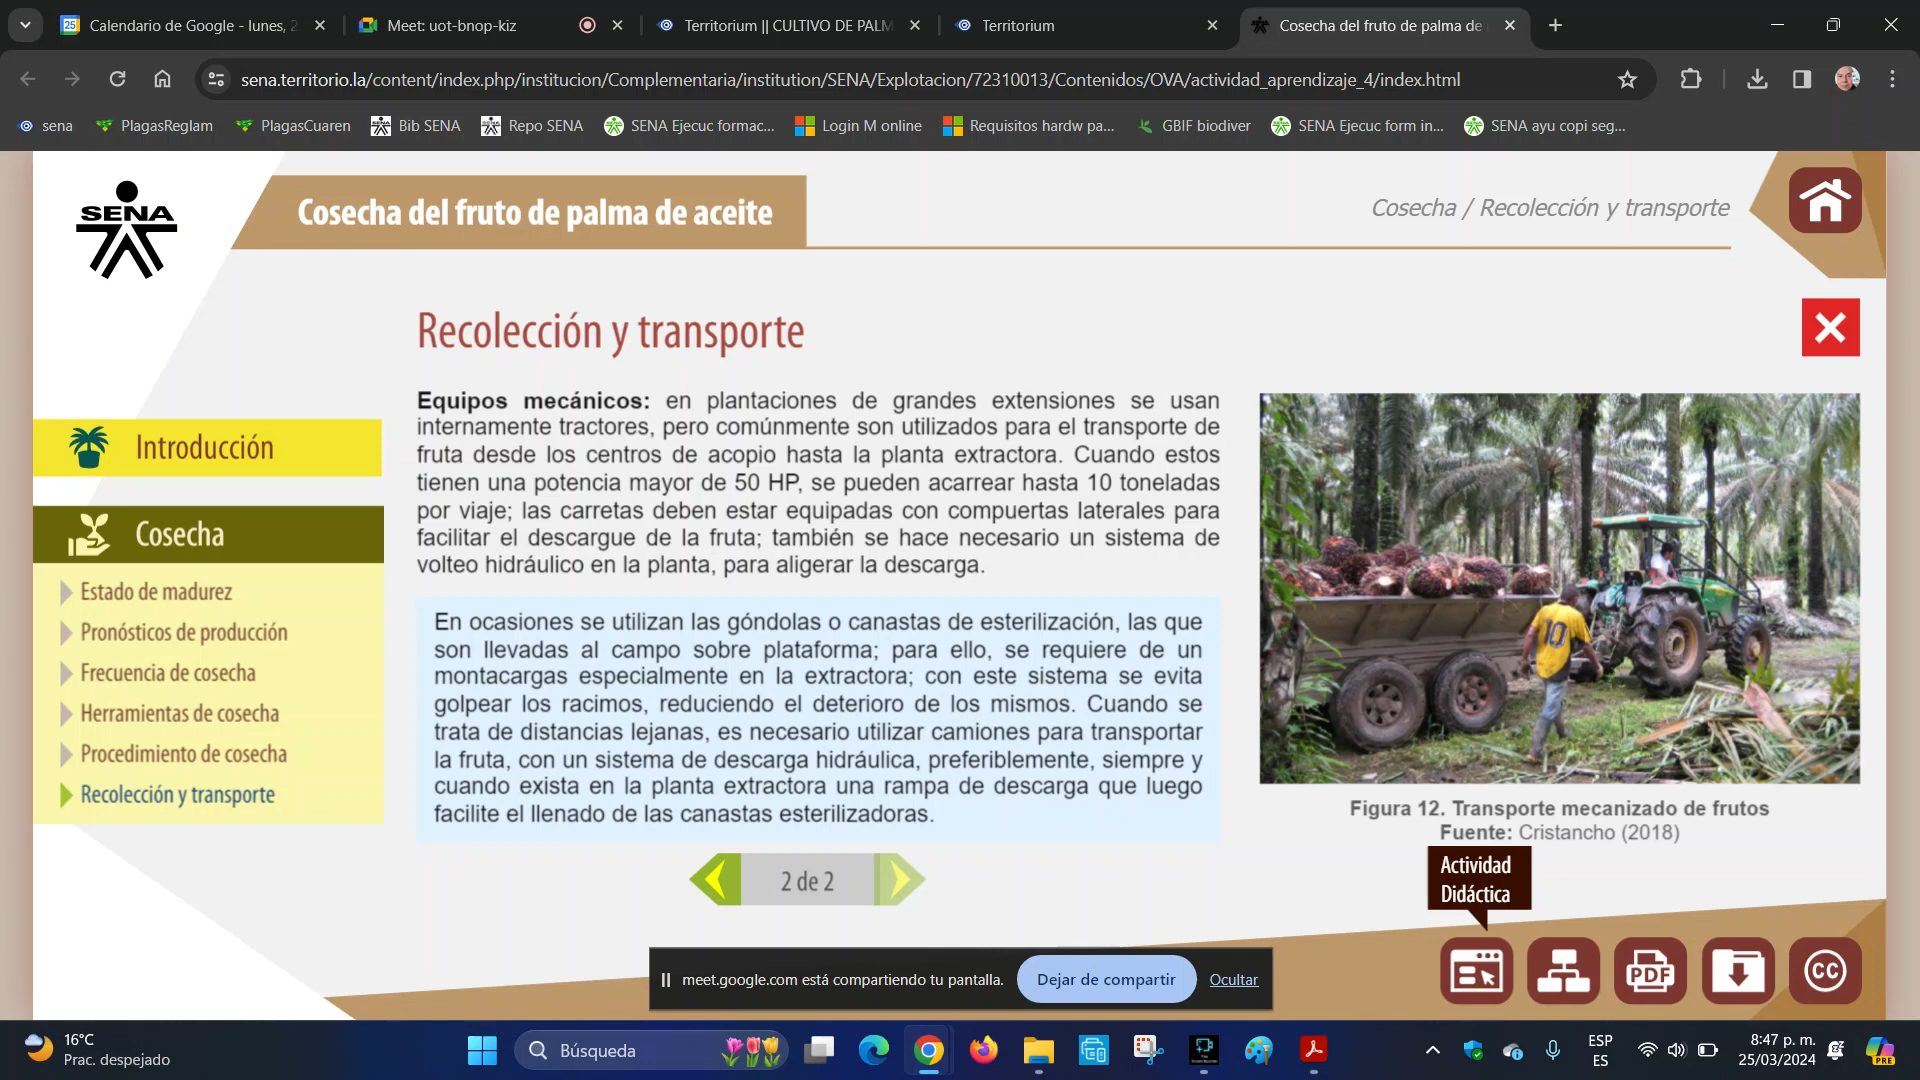 Calendario de Google - lunes, 2
Meet: uot-bnop-kiz
Territorium || CULTIVO DE PALM
Territorium
Cosecha del fruto de palma de
sena.territorio.la/content/index.php/institucion/Complementaria/institution/SENA/Explotacion/72310013/Contenidos/OVA/actividad_aprendizaje_4/index.html
sena
PlagasReglam
PlagasCuaren
Bib SENA
Repo SENA
SENA Ejecuc formac...
Login M online
Requisitos hardw pa...
GBIF biodiver
SENA Ejecuc form in...
SENA ayu copi seg...
SENA
Cosecha del fruto de palma de aceite
Cosecha / Recolección y transporte
Recolección y transporte
Introducción
Cosecha
Estado de madurez
Pronósticos de producción
Frecuencia de cosecha
Herramientas de cosecha
Procedimiento de cosecha
Recolección y transporte
Equipos mecánicos: en plantaciones de grandes extensiones se usan
internamente tractores, pero comúnmente son utilizados para el transporte de
fruta desde los centros de acopio hasta la planta extractora. Cuando estos
tienen una potencia mayor de 50 HP, se pueden acarrear hasta 10 toneladas
por viaje; las carretas deben estar equipadas con compuertas laterales para
facilitar el descargue de la fruta; también se hace necesario un sistema de
volteo hidráulico en la planta, para aligerar la descarga.
En ocasiones se utilizan las góndolas o canastas de esterilización, las que
son llevadas al campo sobre plataforma; para ello, se requiere de un
montacargas especialmente en la extractora; con este sistema se evita
golpear los racimos, reduciendo el deterioro de los mismos. Cuando se
trata de distancias lejanas, es necesario utilizar camiones para transportar
la fruta, con un sistema de descarga hidráulica, preferiblemente, siempre y
cuando exista en la planta extractora una rampa de descarga que luego
facilite el llenado de las canastas esterilizadoras.
10
Figura 12. Transporte mecanizado de frutos
Fuente: Cristancho (2018)
2 de 2
Actividad
Didáctica
PDF
CC
meet.google.com está compartiendo tu pantalla.
Dejar de compartir
Ocultar
16°C
Prac. despejado
Búsqueda
ESP
ES
8:47 p. m.
25/03/2024
PRE